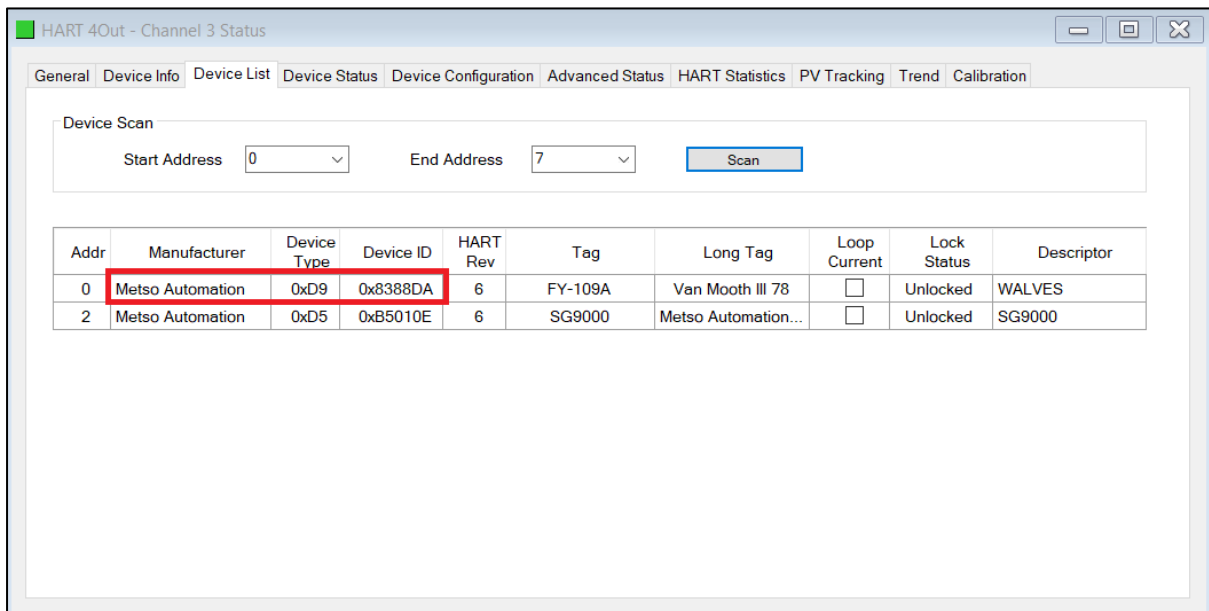 HART 4Out - Channel 3 Status
General Device Info Device List Device Status Device Configuration Advanced Status HART Statistics PV Tracking Trend Calibration
Device Scan
Start Address 0 End Address 7 Scan
Addr Manufacturer Device Type Device ID HART Rev Tag Long Tag Loop Current Lock Status Descriptor
0 Metso Automation 0xD9 0x8388DA 6 FY-109A Van Mooth III 78 Unlocked WALVES
2 Metso Automation 0xD5 0xB5010E 6 SG9000 Metso Automation... Unlocked SG9000